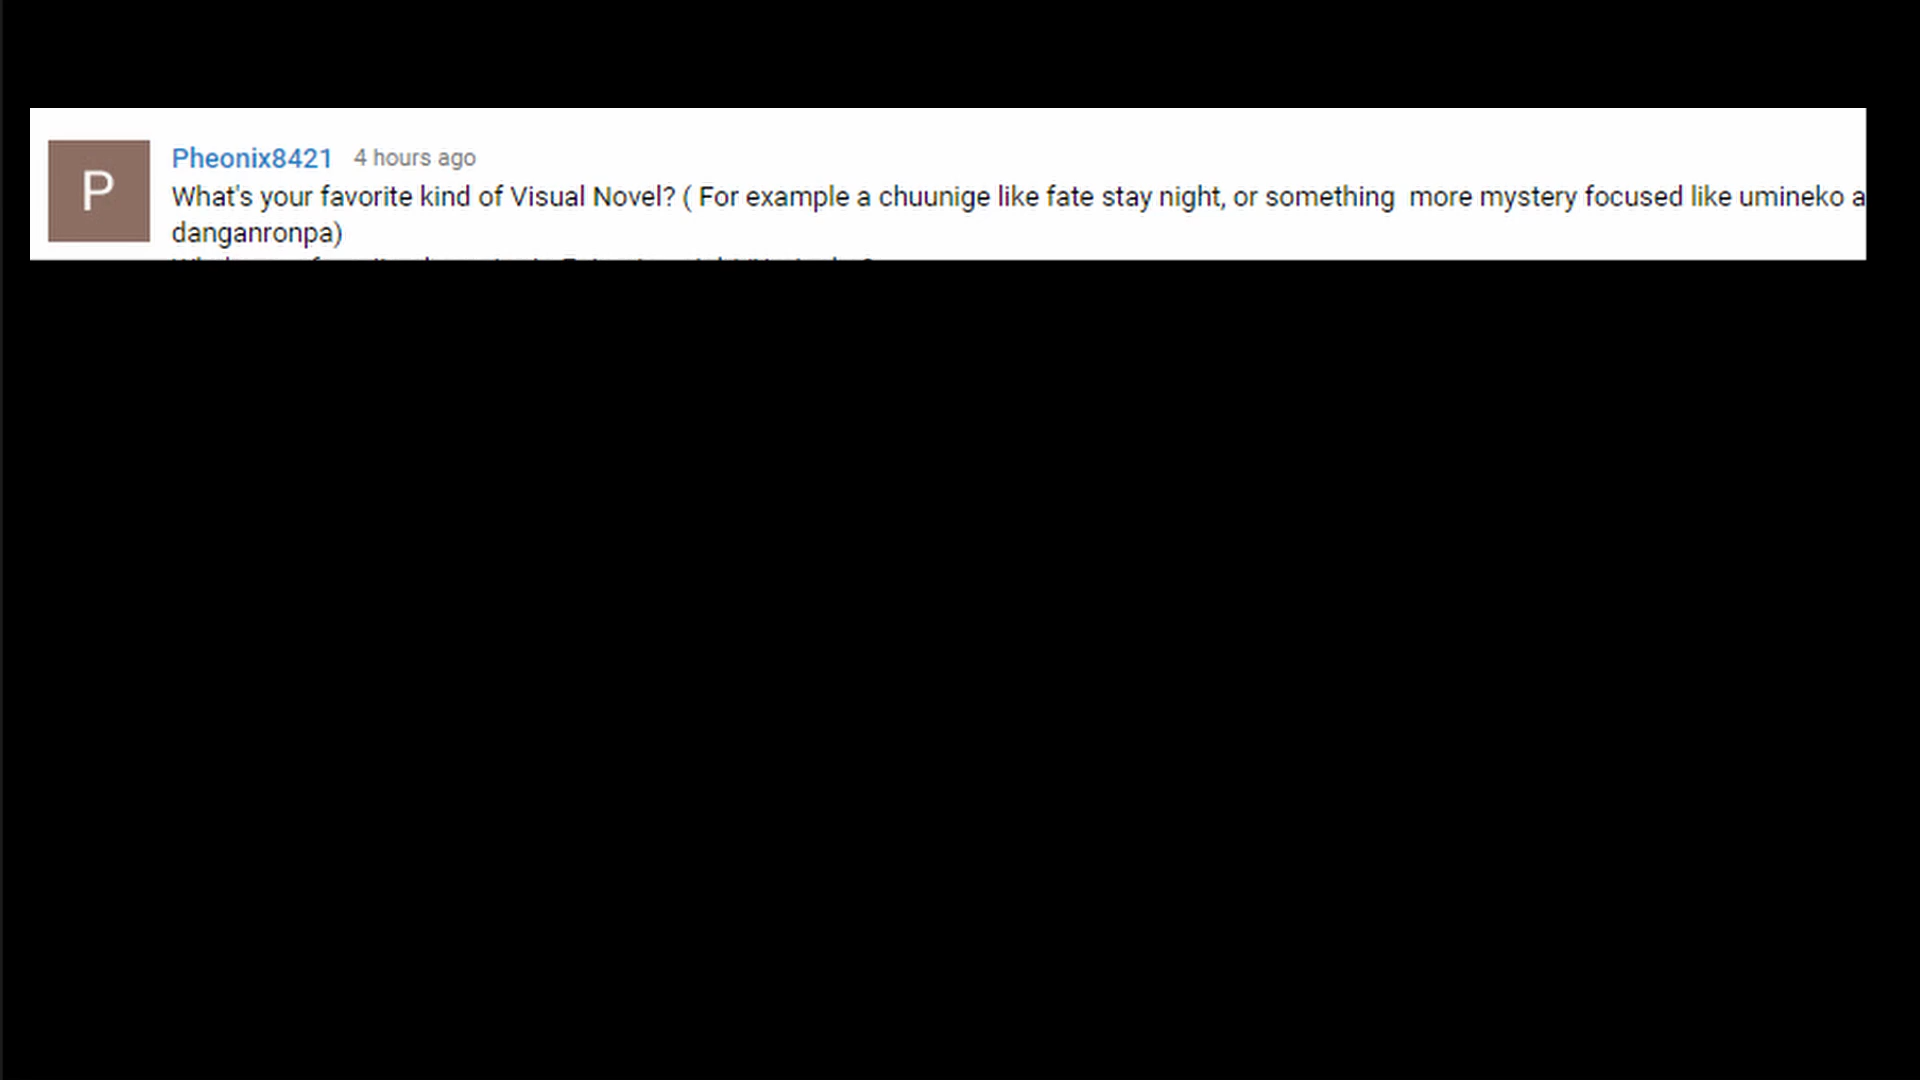 P
Pheonix8421 4 hours ago
What's your favorite kind of Visual Novel? ( For example a chuunige like fate stay night, or something  more mystery focused like umineko a
danganronpa)